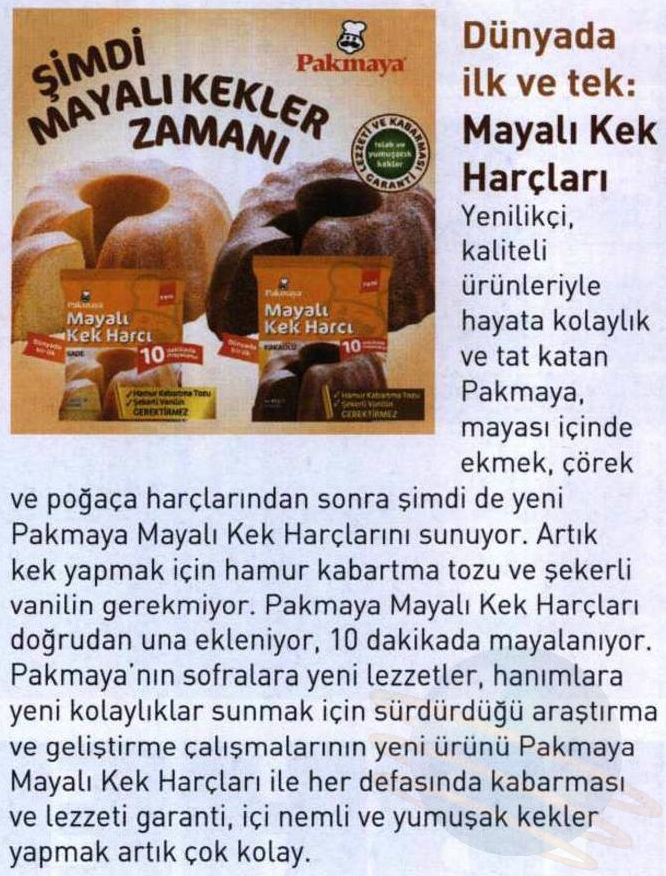 ŞİMDİ
MAYALI KEKLER
ZAMANI
Pakmaya
LEZZETİ VE KABARMASI
GARANTİ
ıslak ve
yumuşacık
kekler
Pakmaya
Yeni
Mayalı
Kek Harcı
Dünyada
bir ilk
SADE
10 dakikada
Hamur Kabartma Tozu
Şekerli Vanilin
GEREKTİRMEZ
Pakmaya
Yeni
Mayalı
Kek Harcı
Dünyada
bir ilk
KAKAOLU
10 dakikada
Hamur Kabartma Tozu
Şekerli Vanilin
GEREKTİRMEZ
Dünyada
ilk ve tek:
Mayalı Kek
Harçları
Yenilikçi,
kaliteli
ürünleriyle
hayata kolaylık
ve tat katan
Pakmaya,
mayası içinde
ekmek, çörek
ve poğaça harçlarından sonra şimdi de yeni
Pakmaya Mayalı Kek Harçlarını sunuyor. Artık
kek yapmak için hamur kabartma tozu ve şekerli
vanilin gerekmiyor. Pakmaya Mayalı Kek Harçları
doğrudan una ekleniyor, 10 dakikada mayalanıyor.
Pakmaya'nın sofralara yeni lezzetler, hanımlara
yeni kolaylıklar sunmak için sürdürdüğü araştırma
ve geliştirme çalışmalarının yeni ürünü Pakmaya
Mayalı Kek Harçları ile her defasında kabarması
ve lezzeti garanti, içi nemli ve yumuşak kekler
yapmak artık çok kolay.